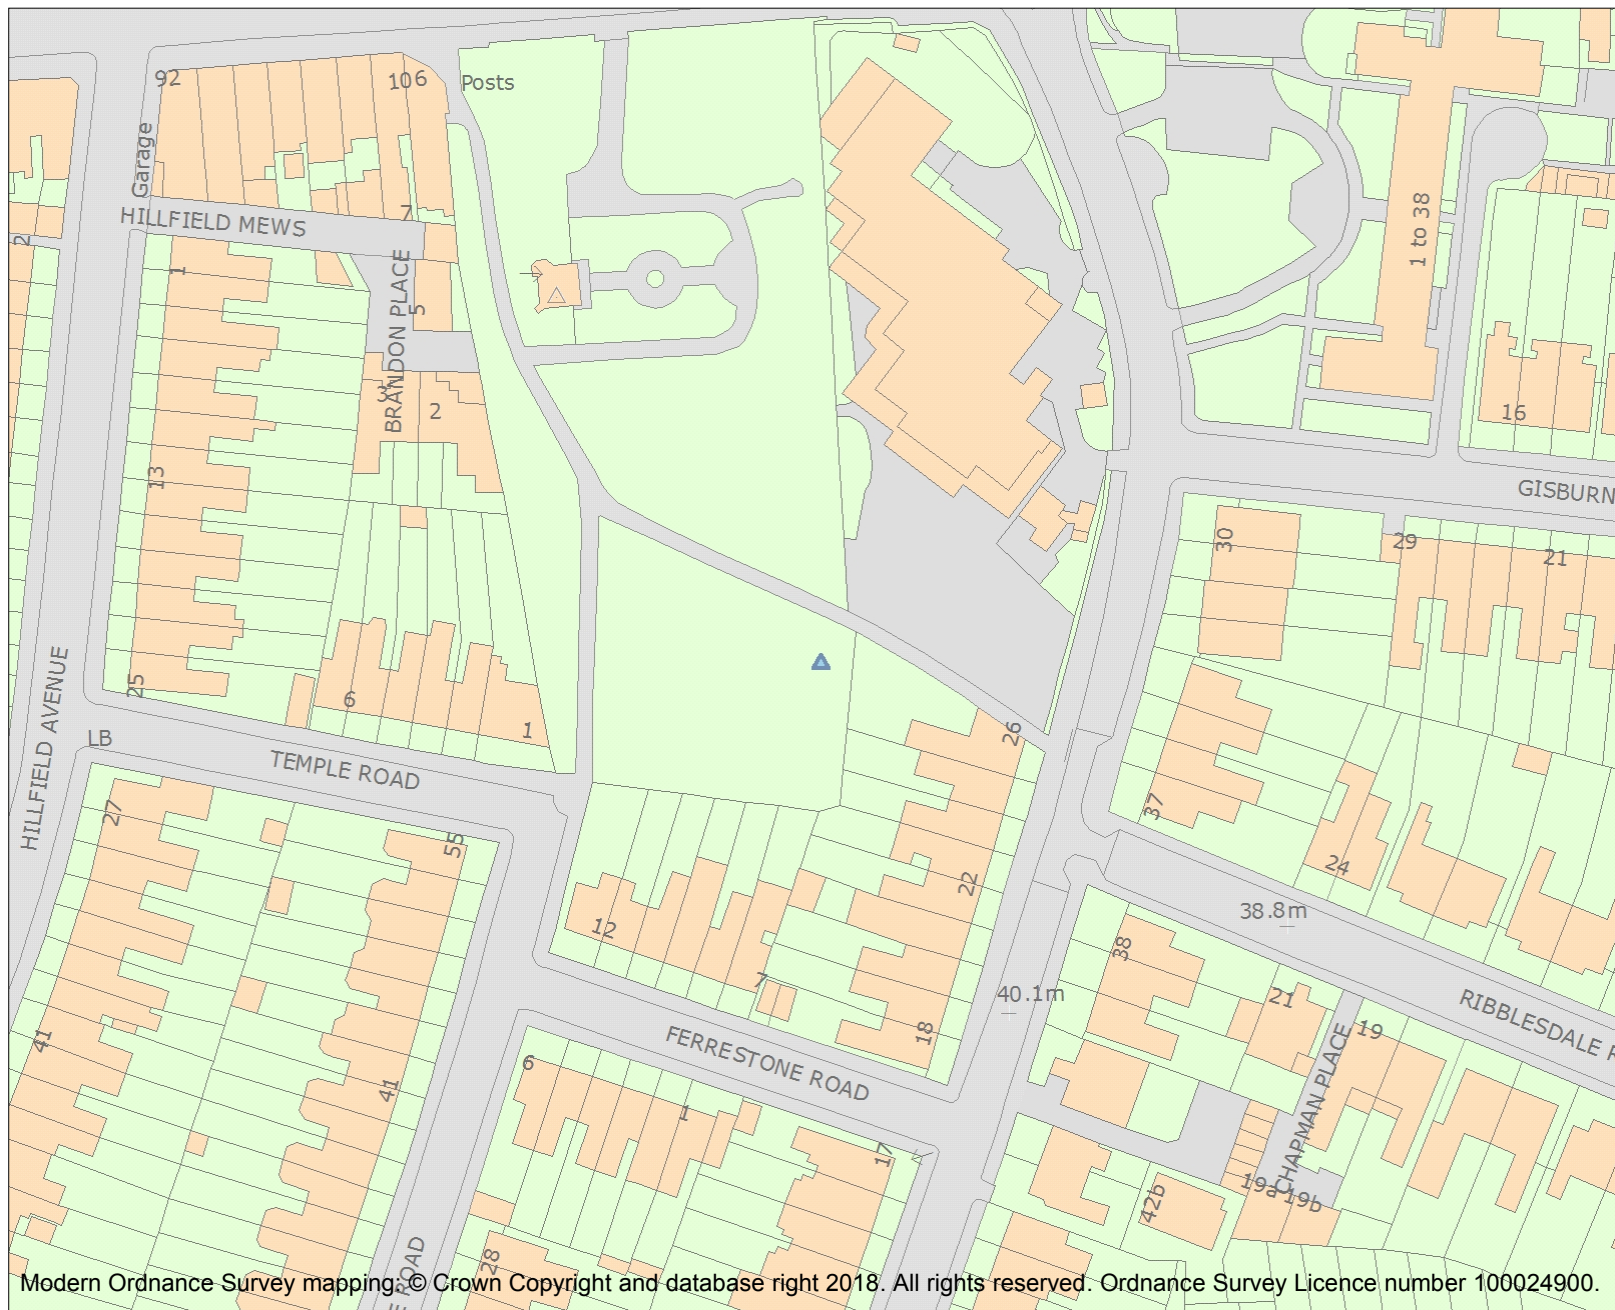 92
106
Posts
Garage
HILLFIELD MEWS
7
2
1
BRANDON PLACE
5
1 to 38
3
2
16
13
GISBURN
30
29
21
HILLFIELD AVENUE
25
6
1
26
LB
TEMPLE ROAD
27
55
37
24
22
38.8m
12
38
7
40.1m
21
RIBBLESDALE
19
41
18
FERRESTONE ROAD
CHAPMAN PLACE
6
41
1
17
19a
19b
42b
28
ROAD
Modern Ordnance Survey mapping: © Crown Copyright and database right 2018. All rights reserved. Ordnance Survey Licence number 100024900.